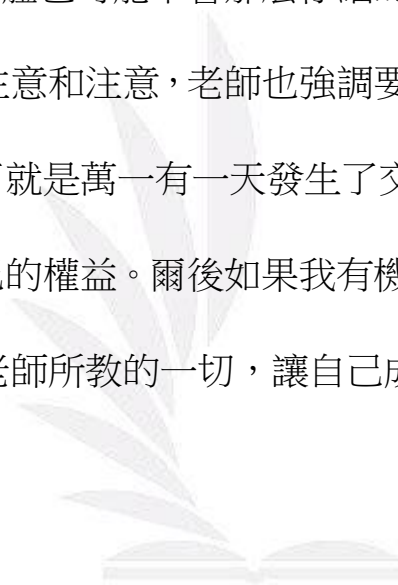 注意和注意，老師也強調要
就是萬一有一天發生了交
的權益。爾後如果我有機
老師所教的一切，讓自己成